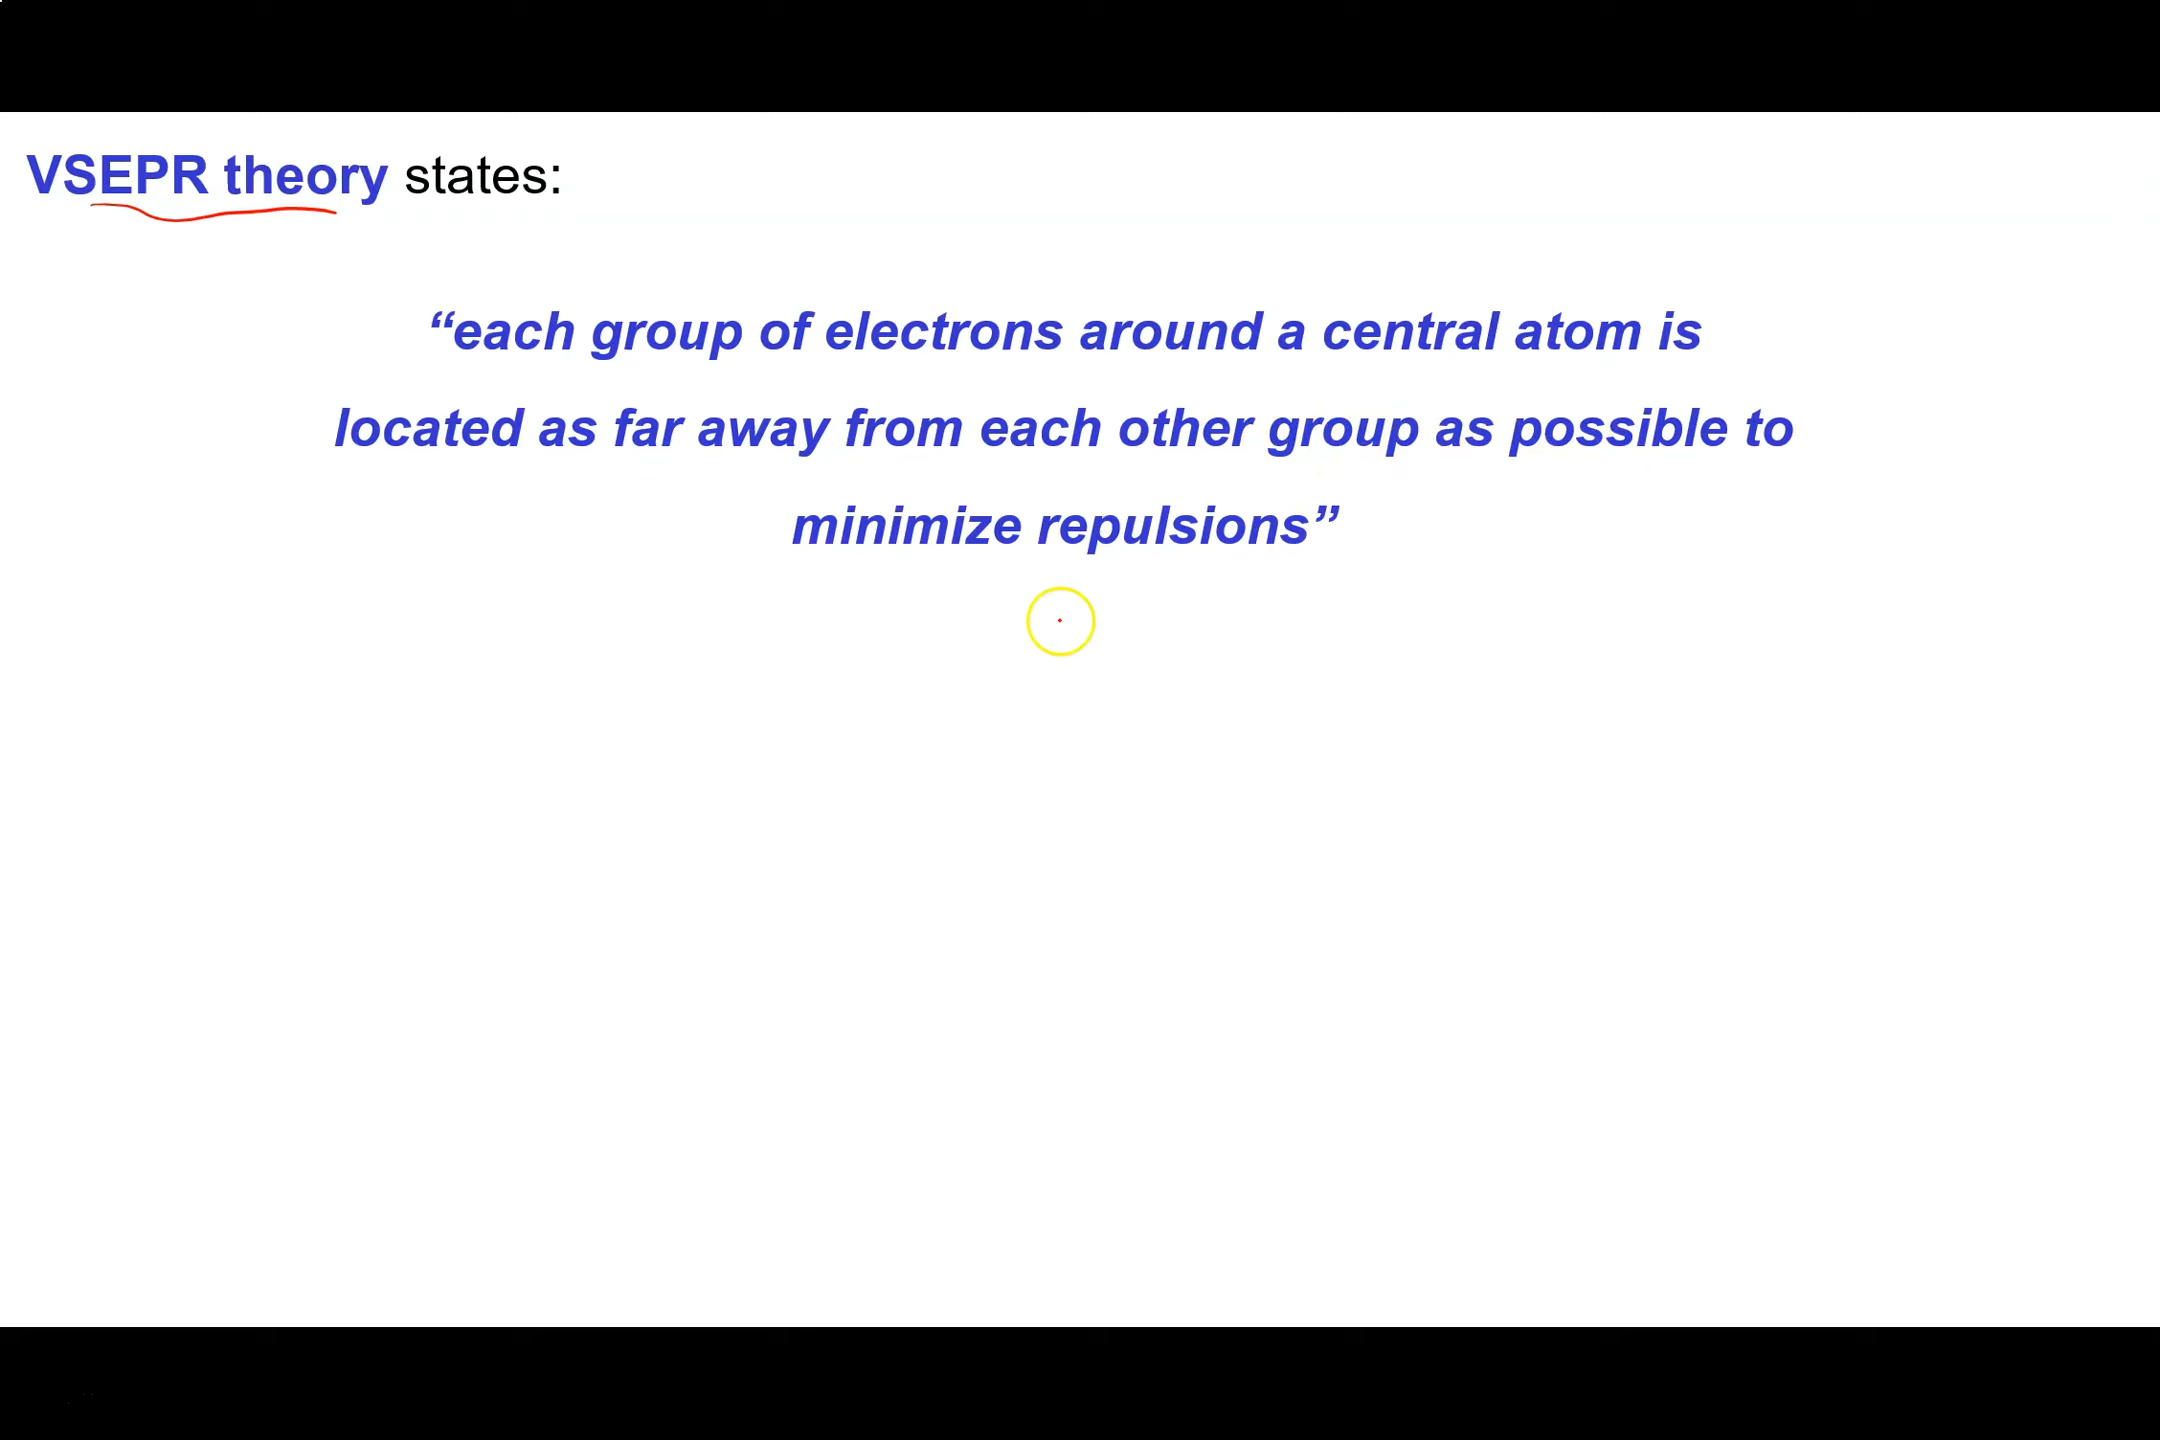 VSEPR theory states:
“each group of electrons around a central atom is
located as far away from each other group as possible to
minimize repulsions”